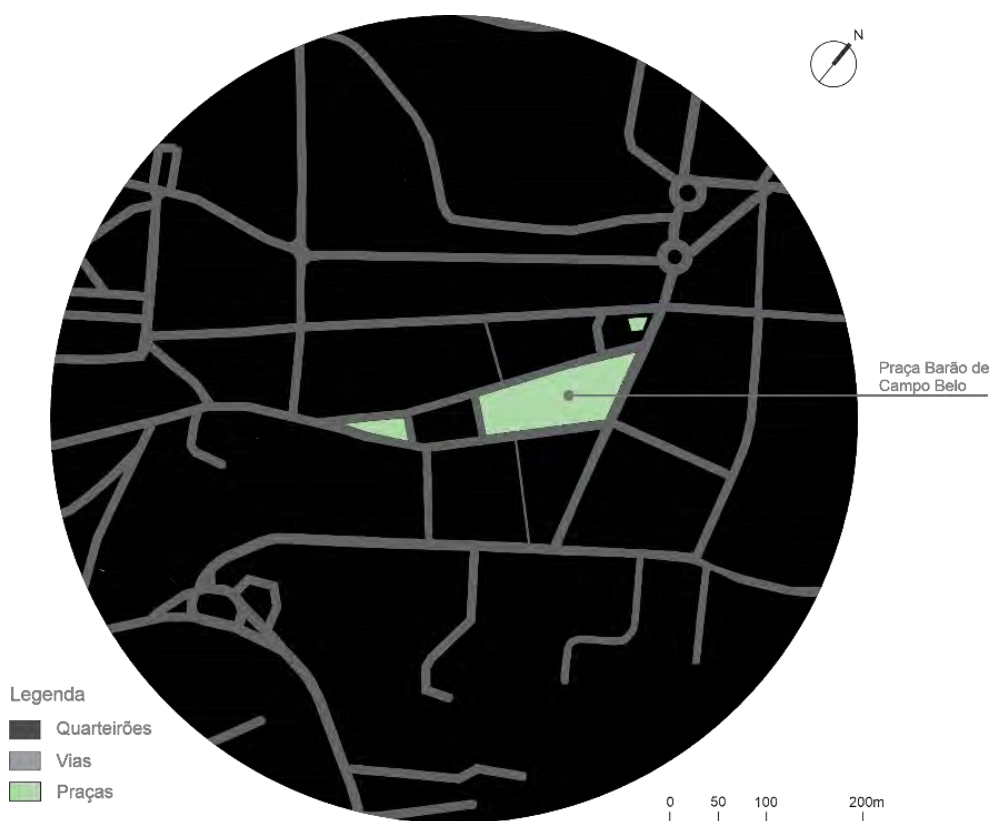 N
Praça Barão de
Campo Belo
Legenda
Quarteirões
Vias
Praças
0 50 100 200m